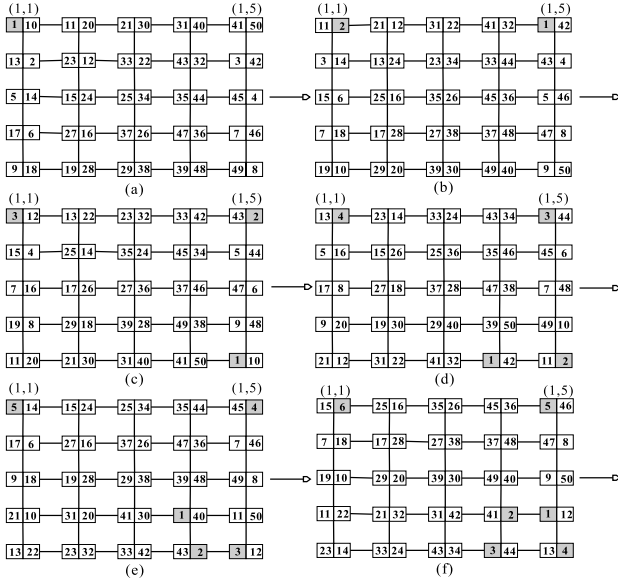 (1,1) (1,5) (1,1) (1,5)
1 10 11 20 21 30 31 40 41 50 11 2 21 12 31 22 41 32 1 42
13 2 23 12 33 22 43 32 3 42 3 14 13 24 23 34 33 44 43 4
5 14 15 24 25 34 35 44 45 4 15 6 25 16 35 26 45 36 5 46
17 6 27 16 37 26 47 36 7 46 7 18 17 28 27 38 37 48 47 8
9 18 19 28 29 38 39 48 49 8 19 10 29 20 39 30 49 40 9 50
(a) (b)
(1,1) (1,5) (1,1) (1,5)
3 12 13 22 23 32 33 42 43 2 13 4 23 14 33 24 43 34 3 44
15 4 25 14 35 24 45 34 5 44 5 16 15 26 25 36 35 46 45 6
7 16 17 26 27 36 37 46 47 6 17 8 27 18 37 28 47 38 7 48
19 8 29 18 39 28 49 38 9 48 9 20 19 30 29 40 39 50 49 10
11 20 21 30 31 40 41 50 1 10 21 12 31 22 41 32 1 42 11 2
(c) (d)
(1,1) (1,5) (1,1) (1,5)
5 14 15 24 25 34 35 44 45 4 15 6 25 16 35 26 45 36 5 46
17 6 27 16 37 26 47 36 7 46 7 18 17 28 27 38 37 48 47 8
9 18 19 28 29 38 39 48 49 8 19 10 29 20 39 30 49 40 9 50
21 10 31 20 41 30 1 40 11 50 11 22 21 32 31 42 41 2 1 12
13 22 23 32 33 42 43 2 3 12 23 14 33 24 43 34 3 44 13 4
(e) (f)